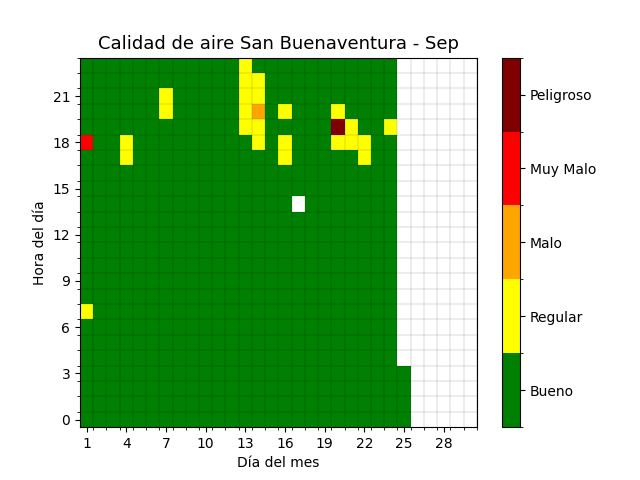 Calidad de aire San Buenaventura - Sep
Hora del día
21
18
15
12
9
6
3
0
1 4 7 10 13 16 19 22 25 28
Día del mes
Peligroso
Muy Malo
Malo
Regular
Bueno